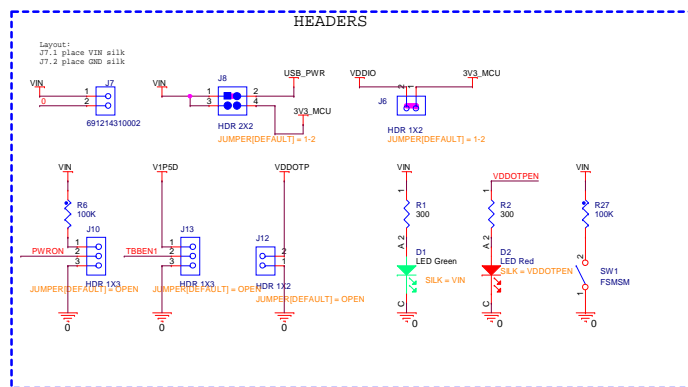 HEADERS
Layout:
J7.1 place VIN silk
J7.2 place GND silk
VIN
J7
1
2
0
691214310002
VIN
J8
1
2
3
4
USB_PWR
3V3_MCU
HDR 2X2
JUMPER[DEFAULT] = 1-2
VDDIO
3V3_MCU
J6
2
1
HDR 1X2
JUMPER[DEFAULT] = 1-2
VIN
R6
100K
J10
PWRON
1
2
3
HDR 1X3
JUMPER[DEFAULT] = OPEN
0
V1P5D
J13
TBBEN1
1
2
3
HDR 1X3
JUMPER[DEFAULT] = OPEN
0
VDDOTP
J12
2
1
HDR 1X2
JUMPER[DEFAULT] = OPEN
0
VIN
1
R1
300
2
A
D1
LED Green
SILK = VIN
C
0
VDDOTPEN
1
R2
300
2
A
D2
LED Red
SILK = VDDOTPEN
C
0
VIN
R27
100K
2
SW1
FSMSM
1
0